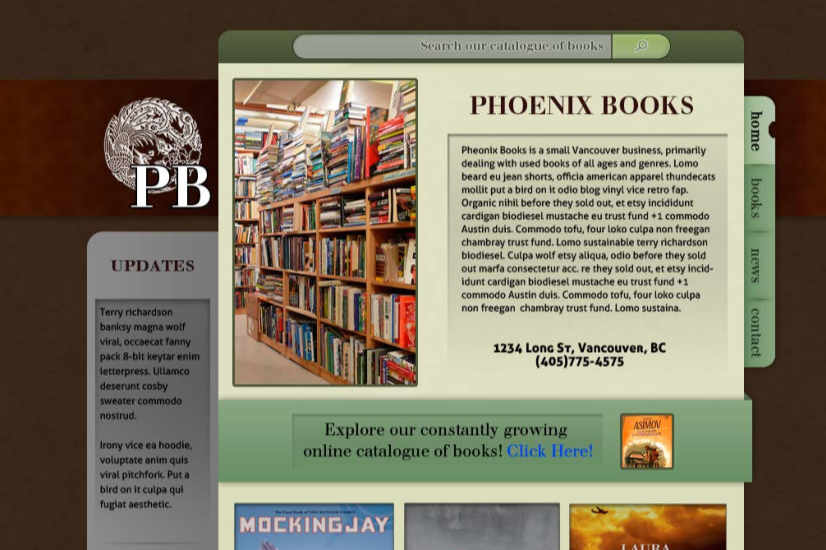 Search our catalogue of books
PB
UPDATES
Terry richardson
banksy magna wolf
viral, occaecat fanny
pack 8-bit keytar enim
letterpress. Ullamco
deserunt cosby
sweater commodo
nostrud.
Irony vice ea hoodie,
voluptate anim quis
viral pitchfork. Put a
bird on it culpa qui
fugiat aesthetic.
PHOENIX BOOKS
Pheonix Books is a small Vancouver business, primarily
dealing with used books of all ages and genres. Lomo
beard eu jean shorts, officia american apparel thundecats
mollit put a bird on it odio blog vinyl vice retro fap.
Organic nihil before they sold out, et etsy incididunt
cardigan biodiesel mustache eu trust fund +1 commodo
Austin duis. Commodo tofu, four loko culpa non freegan
chambray trust fund. Lomo sustainable terry richardson
biodiesel. Culpa wolf etsy aliqua, odio before they sold
out marfa consectetur acc. re they sold out, et etsy incid-
idunt cardigan biodiesel mustache eu trust fund +1
commodo Austin duis. Commodo tofu, four loko culpa
non freegan chambray trust fund. Lomo sustaina.
1234 Long St, Vancouver, BC
(405)775-4575
home
books
news
contact
Explore our constantly growing
online catalogue of books! Click Here!
ASIMOV
MOCKINGJAY
LAURA